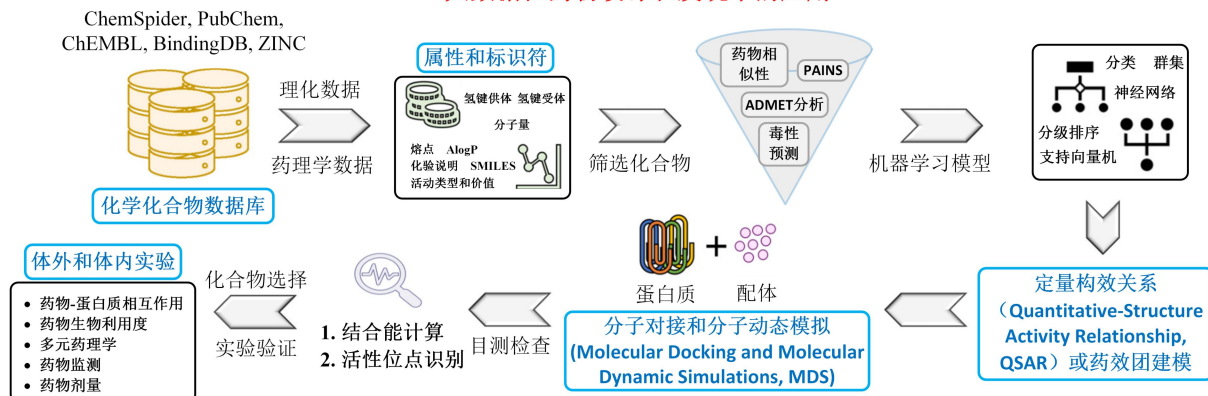 ChemSpider, PubChem,
ChEMBL, BindingDB, ZINC
化学化合物数据库
理化数据
药理学数据
属性和标识符
氢键供体 氢键受体
分子量
熔点 AlogP
化验说明 SMILES
活动类型和价值
筛选化合物
药物相
似性
PAINS
ADMET分析
毒性
预测
机器学习模型
分类 群集
神经网络
分级排序
支持向量机
定量构效关系
（Quantitative-Structure
Activity Relationship,
QSAR）或药效团建模
蛋白质
+
配体
分子对接和分子动态模拟
(Molecular Docking and Molecular
Dynamic Simulations, MDS)
目测检查
1. 结合能计算
2. 活性位点识别
化合物选择
实验验证
体外和体内实验
• 药物-蛋白质相互作用
• 药物生物利用度
• 多元药理学
• 药物监测
• 药物剂量